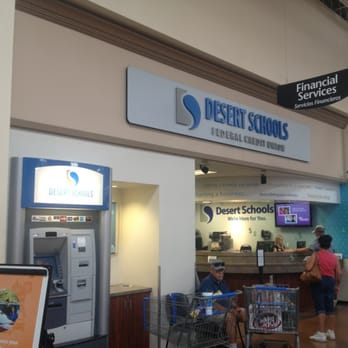 DESERT SCHOOLS
FEDERAL CREDIT UNION
Financial
Services
Servicios Financieros
DESERT SCHOOLS
Desert Schools
We're Here for You.